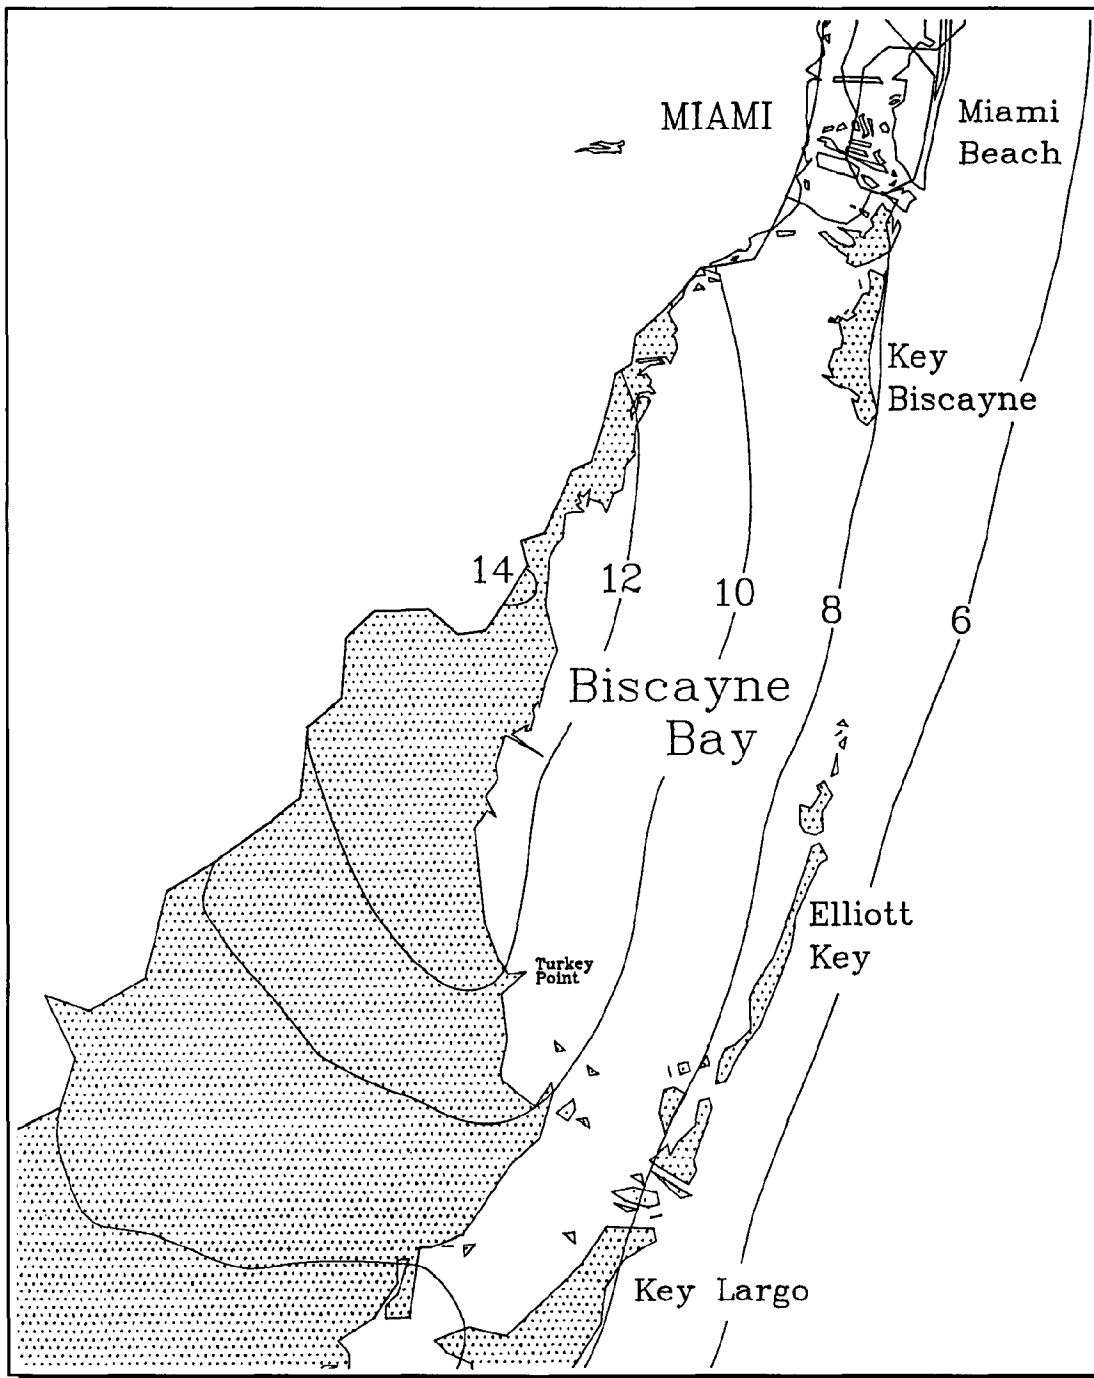 MIAMI
Miami
Beach
Key
Biscayne
14
12
10
8
6
Biscayne
Bay
Elliott
Key
Turkey
Point
Key Largo